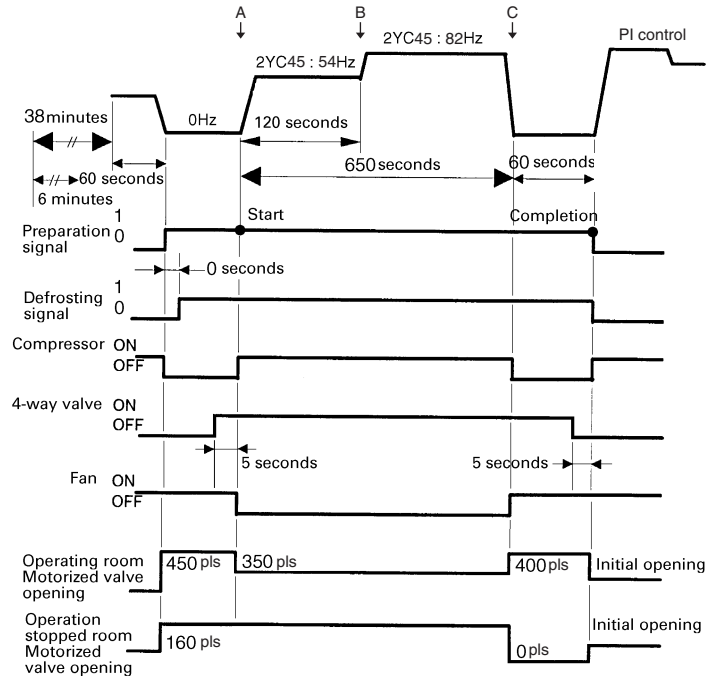 A
B
C
2YC45 : 54Hz
2YC45 : 82Hz
PI control
38minutes
0Hz
120 seconds
650 seconds
60 seconds
60 seconds
6 minutes
Preparation
signal
1
0
Start
Completion
0 seconds
Defrosting
signal
1
0
Compressor ON
OFF
4-way valve ON
OFF
5 seconds
5 seconds
Fan ON
OFF
Operating room
Motorized valve
opening
450 pls
350 pls
400 pls
Initial opening
Operation
stopped room
Motorized
valve opening
160 pls
0 pls
Initial opening